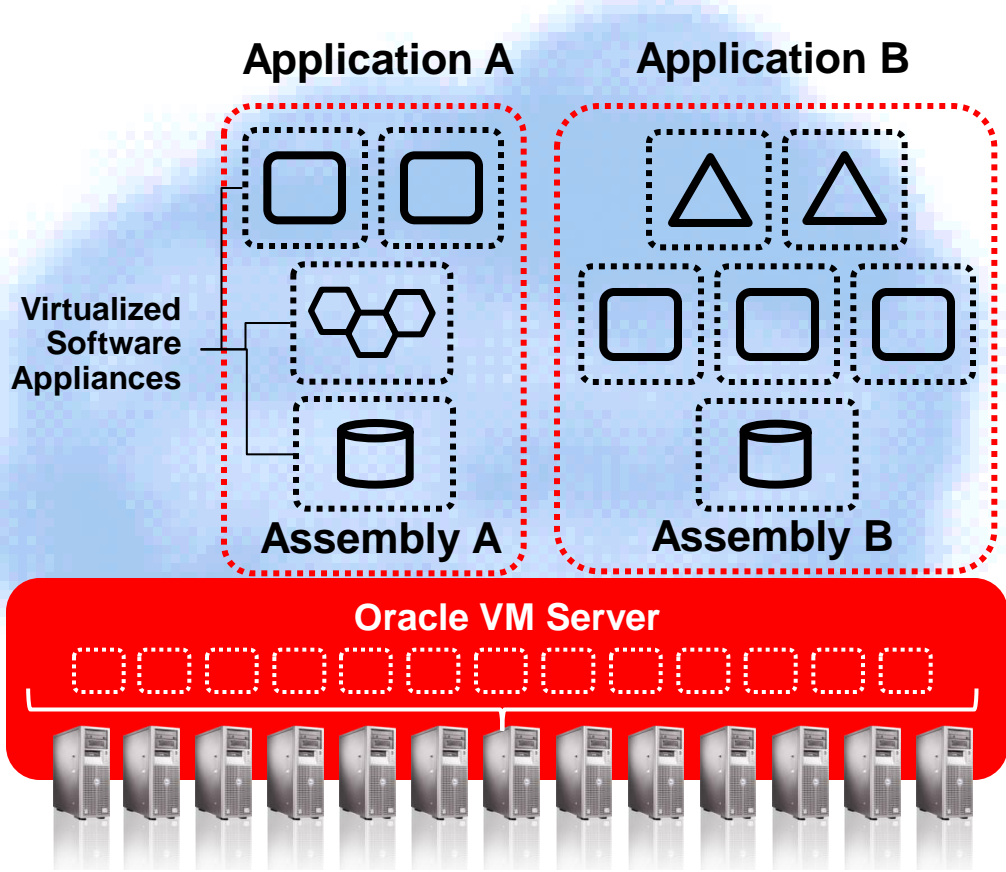 Application A
Application B
Virtualized
Software
Appliances
Assembly A
Assembly B
Oracle VM Server